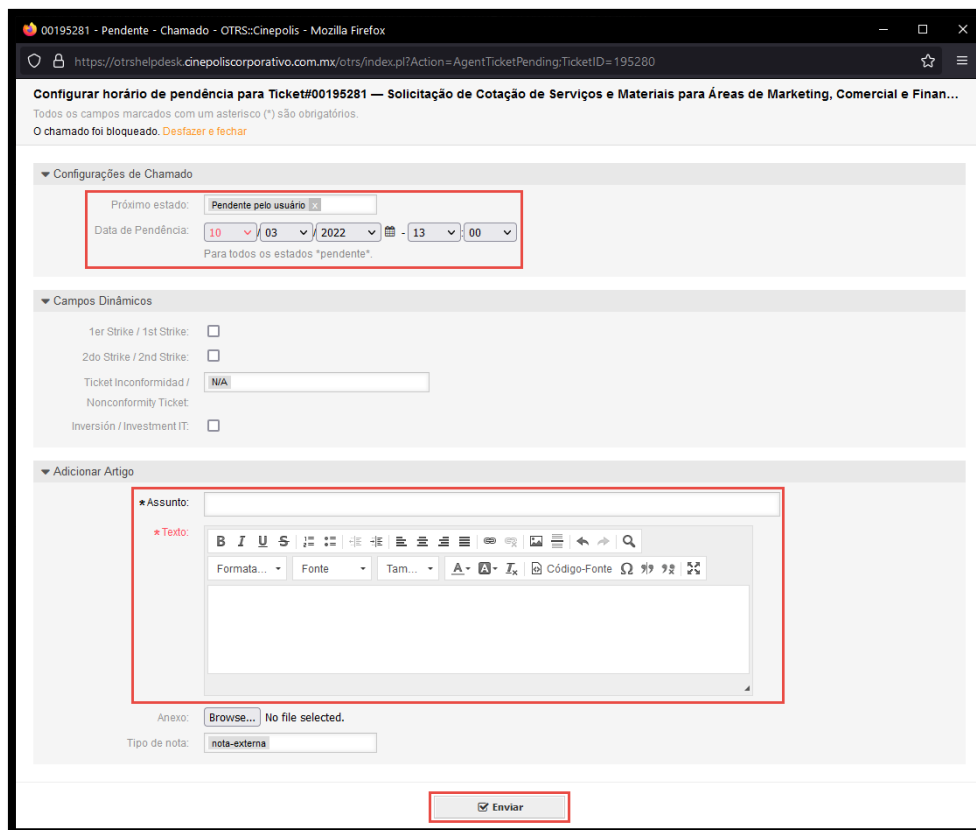 00195281 - Pendente - Chamado - OTRS::Cinepolis - Mozilla Firefox
https://otrshelpdesk.cinepoliscorporativo.com.mx/otrs/index.pl?Action=AgentTicketPending;TicketID=195280
Configurar horário de pendência para Ticket#00195281 — Solicitação de Cotação de Serviços e Materiais para Áreas de Marketing, Comercial e Finan...
Todos os campos marcados com um asterisco (*) são obrigatórios.
O chamado foi bloqueado. Desfazer e fechar
Configurações de Chamado
Próximo estado: Pendente pelo usuário x
Data de Pendência: 10 / 03 / 2022 - 13 : 00
Para todos os estados "pendente".
Campos Dinâmicos
1er Strike / 1st Strike:
2do Strike / 2nd Strike:
Ticket Inconformidad / N/A
Nonconformity Ticket:
Inversión / Investment IT:
Adicionar Artigo
* Assunto:
* Texto:
B I U S
Formata... Fonte Tam... A A Ix Código-Fonte Ω
Anexo: Browse... No file selected.
Tipo de nota: nota-externa
Enviar